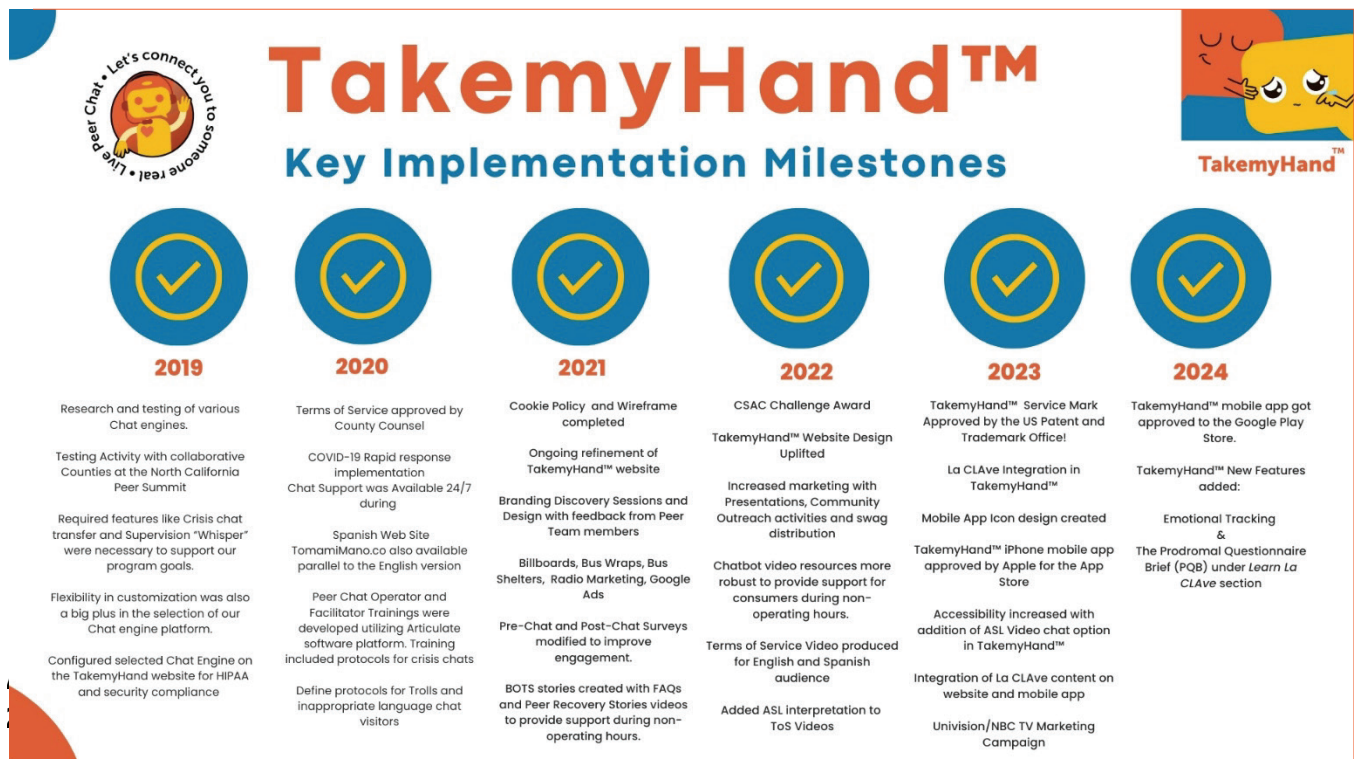 Live Peer Chat • Let's connect you to someone real •
TakemyHand™
Key Implementation Milestones
TakemyHand™
2019
Research and testing of various
Chat engines.
Testing Activity with collaborative
Counties at the North California
Peer Summit
Required features like Crisis chat
transfer and Supervision "Whisper"
were necessary to support our
program goals.
Flexibility in customization was also
a big plus in the selection of our
Chat engine platform.
Configured selected Chat Engine on
the TakemyHand website for HIPAA
and security compliance
2020
Terms of Service approved by
County Counsel
COVID-19 Rapid response
implementation
Chat Support was Available 24/7
during
Spanish Web Site
TomamiMano.co also available
parallel to the English version
Peer Chat Operator and
Facilitator Trainings were
developed utilizing Articulate
software platform. Training
included protocols for crisis chats
Define protocols for Trolls and
inappropriate language chat
visitors
2021
Cookie Policy and Wireframe
completed
Ongoing refinement of
TakemyHand™ website
Branding Discovery Sessions and
Design with feedback from Peer
Team members
Billboards, Bus Wraps, Bus
Shelters, Radio Marketing, Google
Ads
Pre-Chat and Post-Chat Surveys
modified to improve
engagement.
BOTS stories created with FAQs
and Peer Recovery Stories videos
to provide support during non-
operating hours.
2022
CSAC Challenge Award
TakemyHand™ Website Design
Uplifted
Increased marketing with
Presentations, Community
Outreach activities and swag
distribution
Chatbot video resources more
robust to provide support for
consumers during non-
operating hours.
Terms of Service Video produced
for English and Spanish
audience
Added ASL interpretation to
ToS Videos
2023
TakemyHand™ Service Mark
Approved by the US Patent and
Trademark Office!
La CLAve Integration in
TakemyHand™
Mobile App Icon design created
TakemyHand™ iPhone mobile app
approved by Apple for the App
Store
Accessibility increased with
addition of ASL Video chat option
in TakemyHand™
Integration of La CLAve content on
website and mobile app
Univision/NBC TV Marketing
Campaign
2024
TakemyHand™ mobile app got
approved to the Google Play
Store.
TakemyHand™ New Features
added:
Emotional Tracking
&
The Prodromal Questionnaire
Brief (PQB) under Learn La
CLAve section